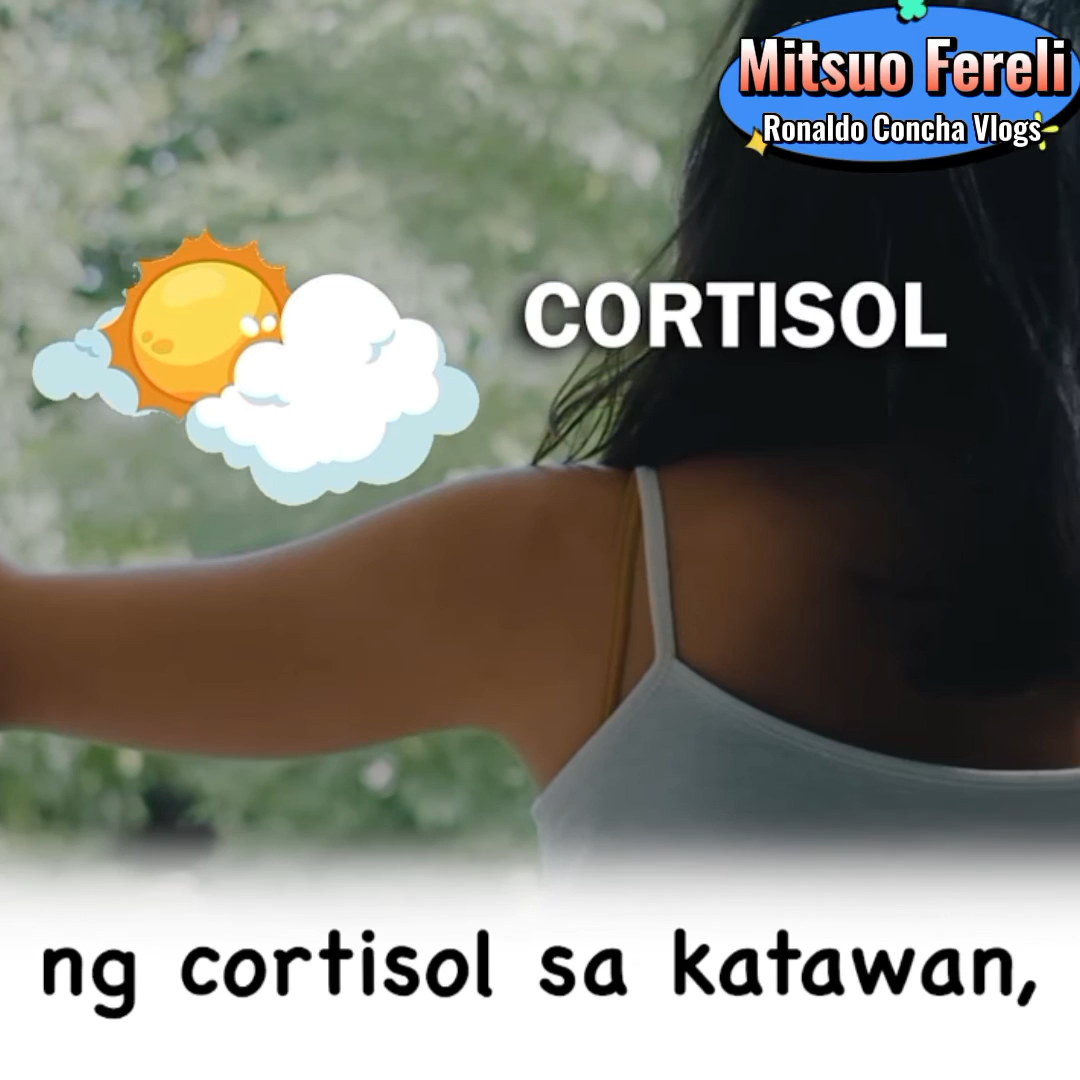 Mitsuo Fereli
Ronaldo Concha Vlogs
CORTISOL
ng cortisol sa katawan,